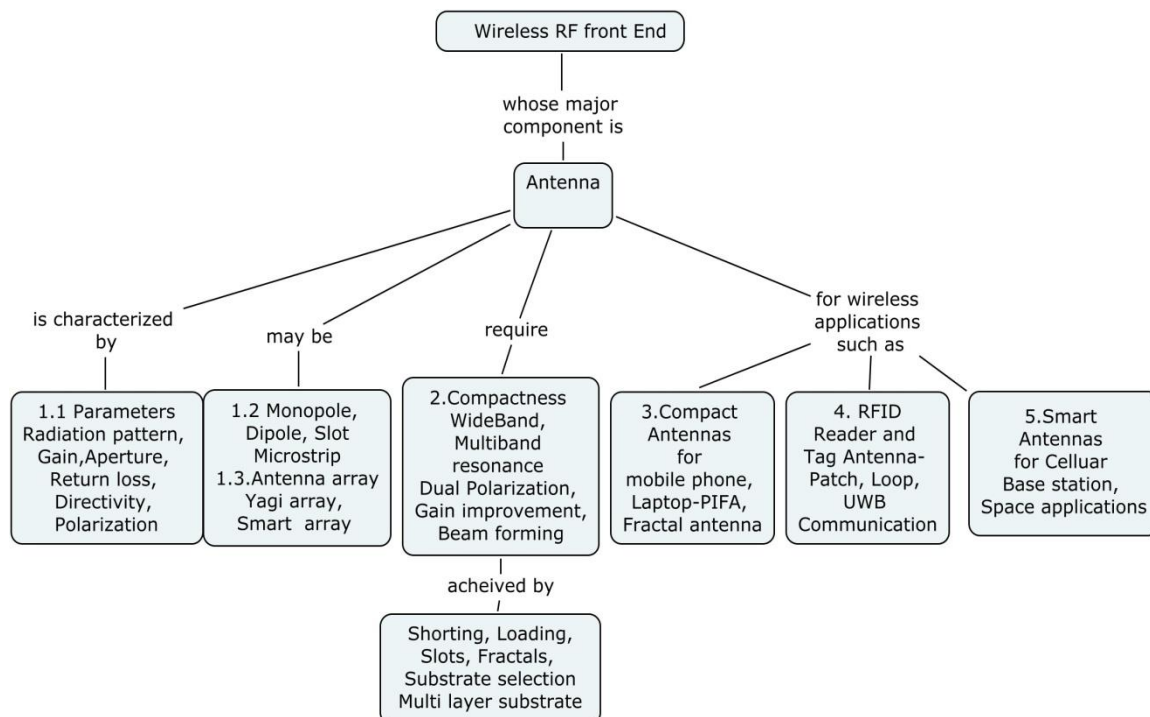 Wireless RF front End
whose major
component is
Antenna
is characterized
by
may be
require
for wireless
applications
such as
1.1 Parameters
Radiation pattern,
Gain,Aperture,
Return loss,
Directivity,
Polarization
1.2 Monopole,
Dipole, Slot
Microstrip
1.3.Antenna array
Yagi array,
Smart array
2.Compactness
WideBand,
Multiband
resonance
Dual Polarization,
Gain improvement,
Beam forming
3.Compact
Antennas
for
mobile phone,
Laptop-PIFA,
Fractal antenna
4. RFID
Reader and
Tag Antenna-
Patch, Loop,
UWB
Communication
5.Smart
Antennas
for Celluar
Base station,
Space applications
acheived by
Shorting, Loading,
Slots, Fractals,
Substrate selection
Multi layer substrate